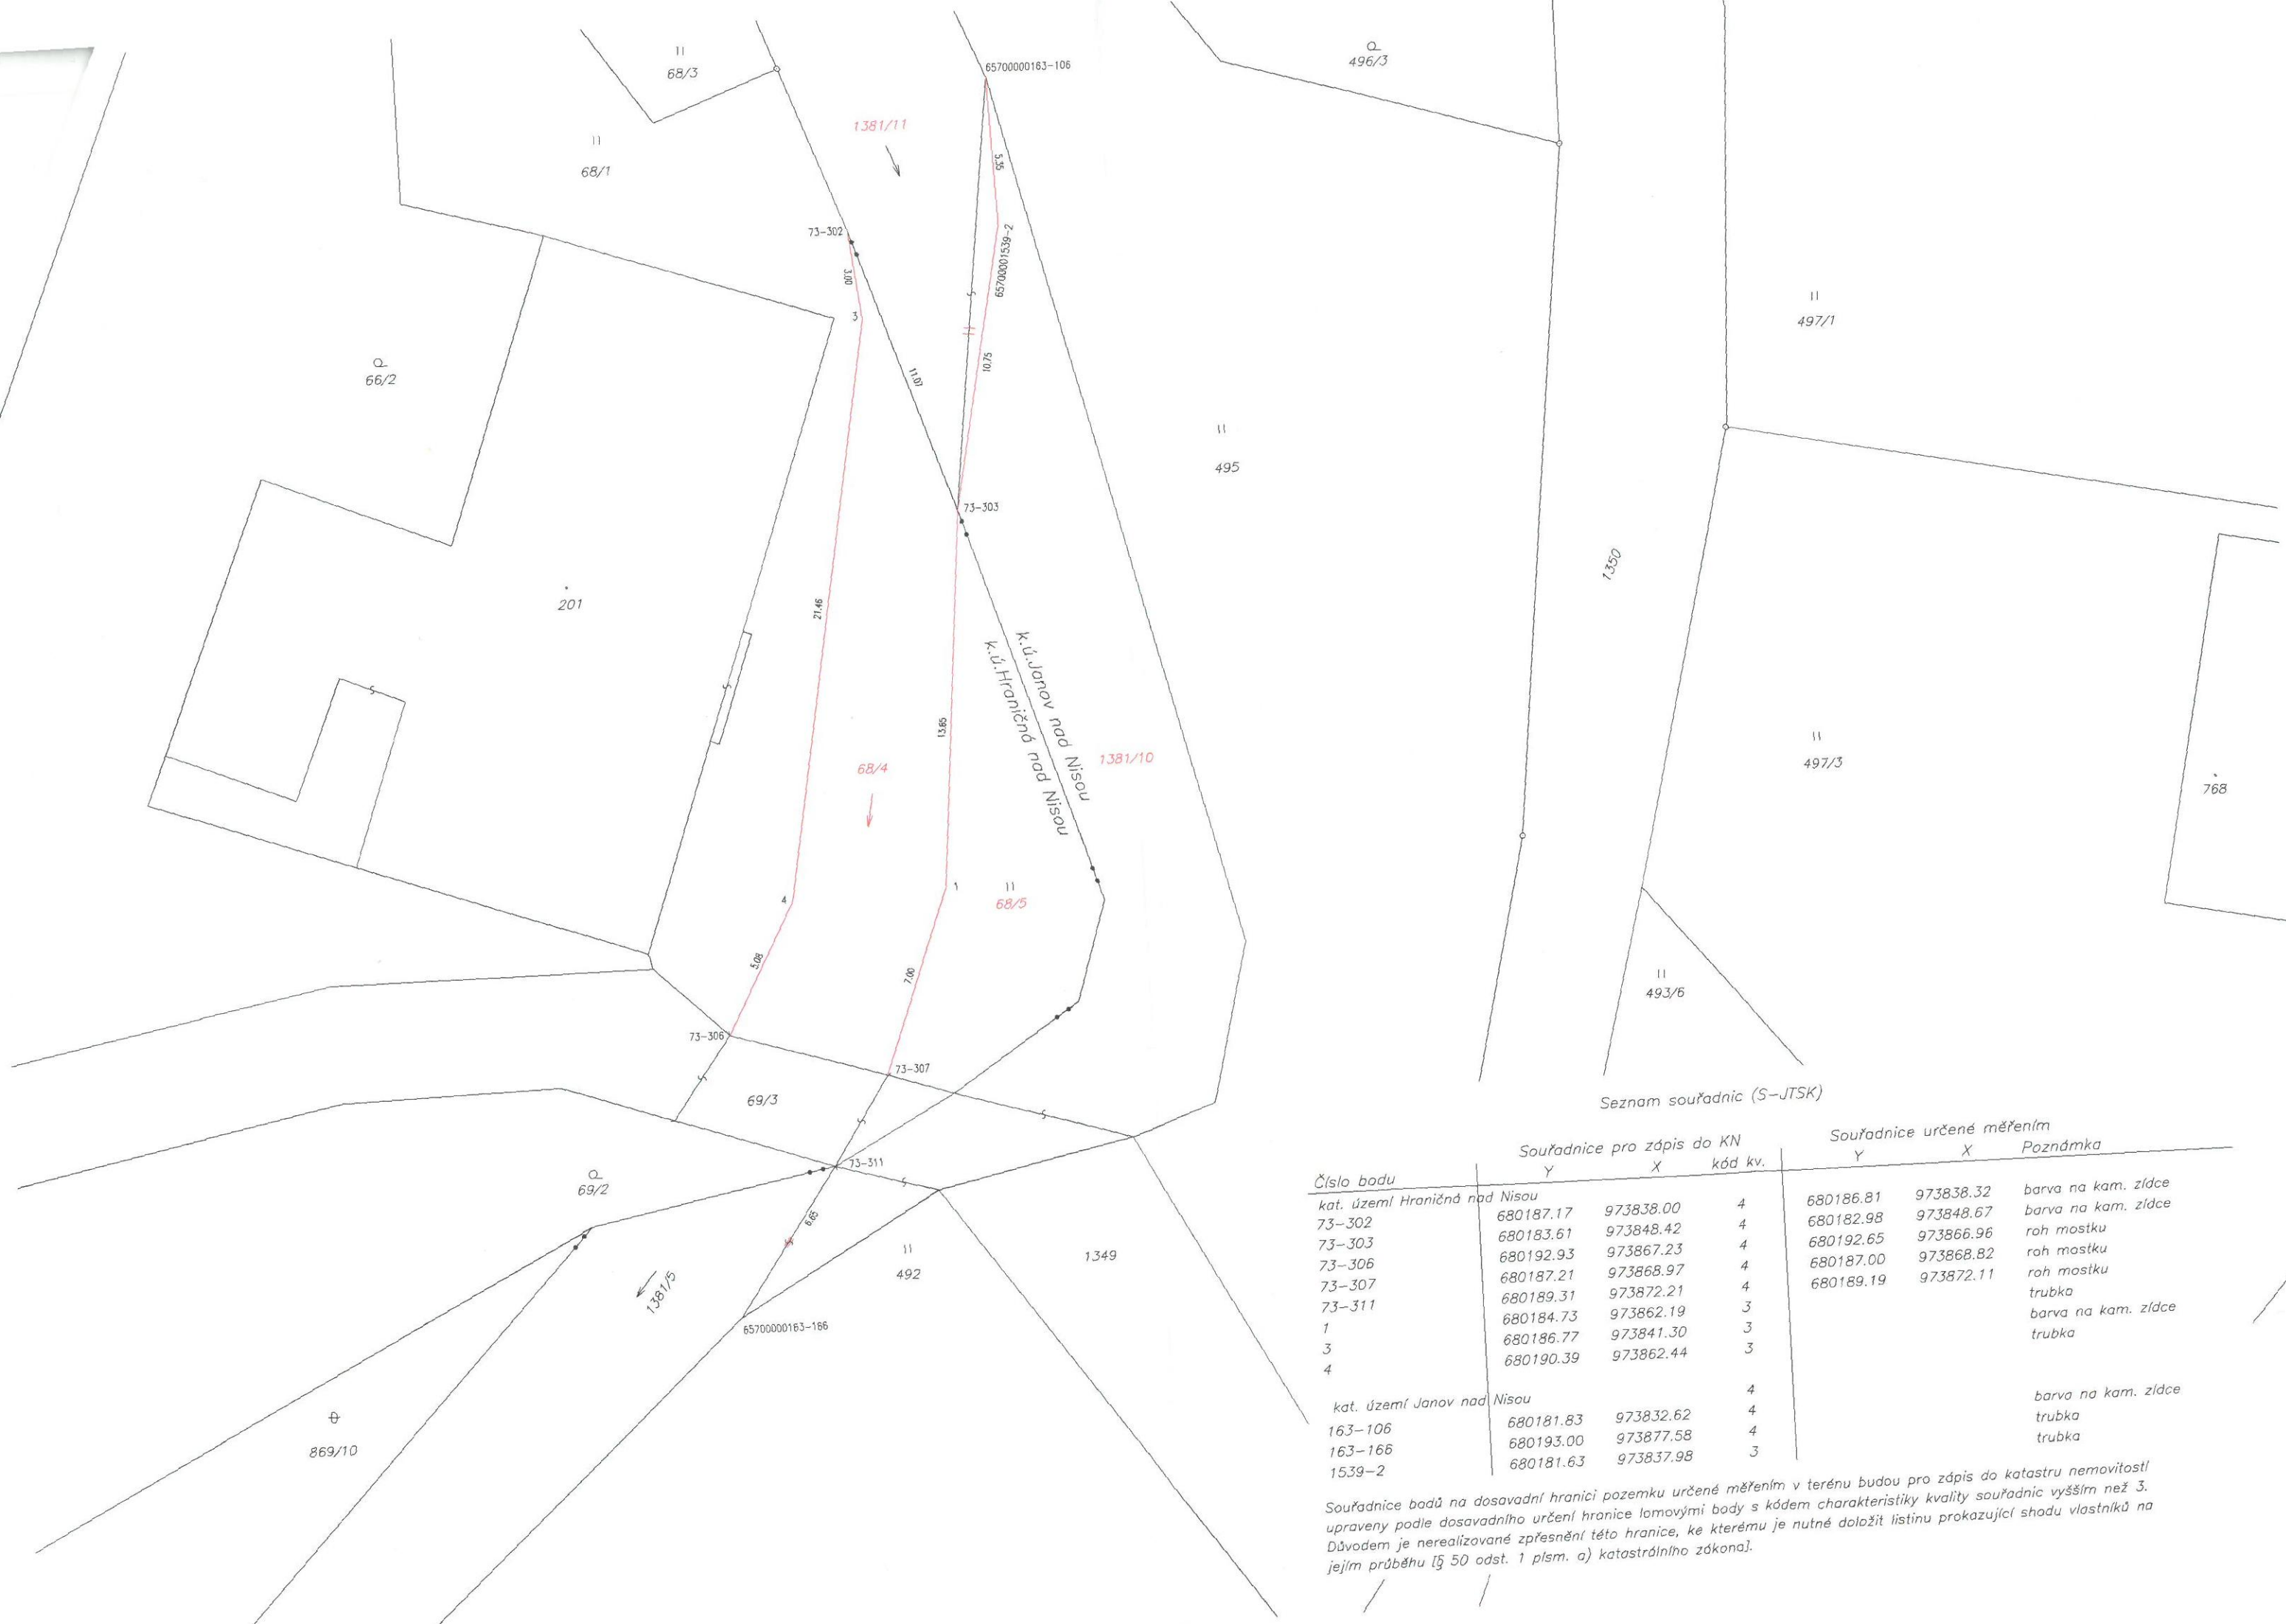 68/3
65700000163-106
Q
496/3
1381/11
68/1
5.35
73-302
65700001539-2
3.00
3
497/1
10.75
11.07
Q
66/2
495
73-303
1350
201
21.46
k.ú.Janov nad Nisou
k.ú.Hraničná nad Nisou
13.85
68/4
1381/10
497/3
768
4
1
68/5
5.08
7.00
493/6
73-306
73-307
69/3
73-311
Q
69/2
6.65
492
1349
1381/5
65700000163-166
869/10
Seznam souřadnic (S-JTSK)
Souřadnice pro zápis do KN Souřadnice určené měřením
Číslo bodu Y X kód kv. Y X Poznámka
kat. území Hraničná nad Nisou
73-302 680187.17 973838.00 4 680186.81 973838.32 barva na kam. zídce
73-303 680183.61 973848.42 4 680182.98 973848.67 barva na kam. zídce
73-306 680192.93 973867.23 4 680192.65 973866.96 roh mostku
73-307 680187.21 973868.97 4 680187.00 973868.82 roh mostku
73-311 680189.31 973872.21 4 680189.19 973872.11 roh mostku
1 680184.73 973862.19 3 trubka
3 680186.77 973841.30 3 barva na kam. zídce
4 680190.39 973862.44 3 trubka
kat. území Janov nad Nisou
4
163-106 680181.83 973832.62 4 barva na kam. zídce
163-166 680193.00 973877.58 4 trubka
1539-2 680181.63 973837.98 3 trubka
Souřadnice bodů na dosavadní hranici pozemku určené měřením v terénu budou pro zápis do katastru nemovitostí
upraveny podle dosavadního určení hranice lomovými body s kódem charakteristiky kvality souřadnic vyšším než 3.
Důvodem je nerealizované zpřesnění této hranice, ke kterému je nutné doložit listinu prokazující shodu vlastníků na
jejím průběhu [§ 50 odst. 1 písm. a) katastrálního zákona].